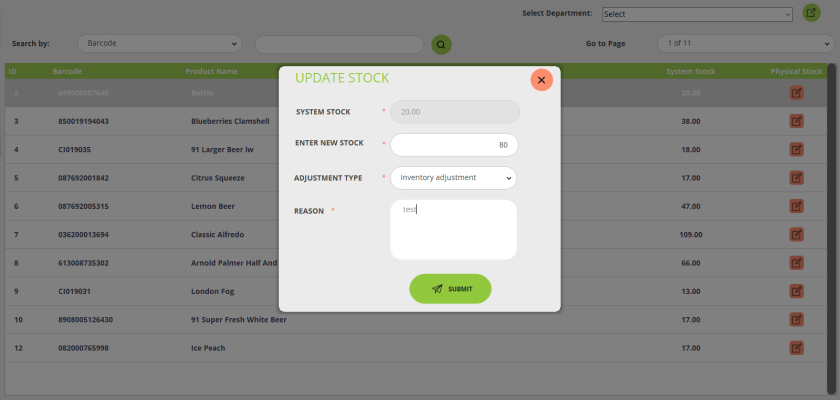 Select Department: Select
Search by: Barcode Go to Page 1 of 11
ID Barcode Product Name System Stock Physical Stock
UPDATE STOCK
2 049000007640 Bottle 20.00
SYSTEM STOCK * 20.00
3 850019194043 Blueberries Clamshell 38.00
ENTER NEW STOCK * 80
4 CI019035 91 Larger Beer lw 18.00
ADJUSTMENT TYPE * Inventory adjustment
5 087692001842 Citrus Squeeze 17.00
6 087692005315 Lemon Beer 47.00
REASON * test
7 036200013694 Classic Alfredo 109.00
8 613008735302 Arnold Palmer Half And 66.00
9 CI019031 London Fog 13.00
SUBMIT
10 8908005126430 91 Super Fresh White Beer 17.00
12 082000765998 Ice Peach 17.00